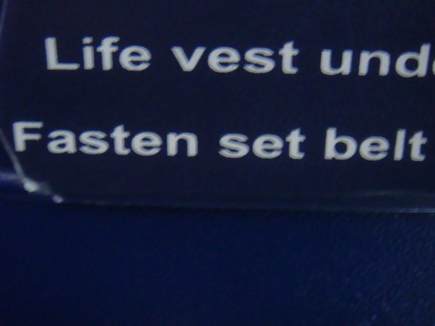 Life vest und
Fasten set belt